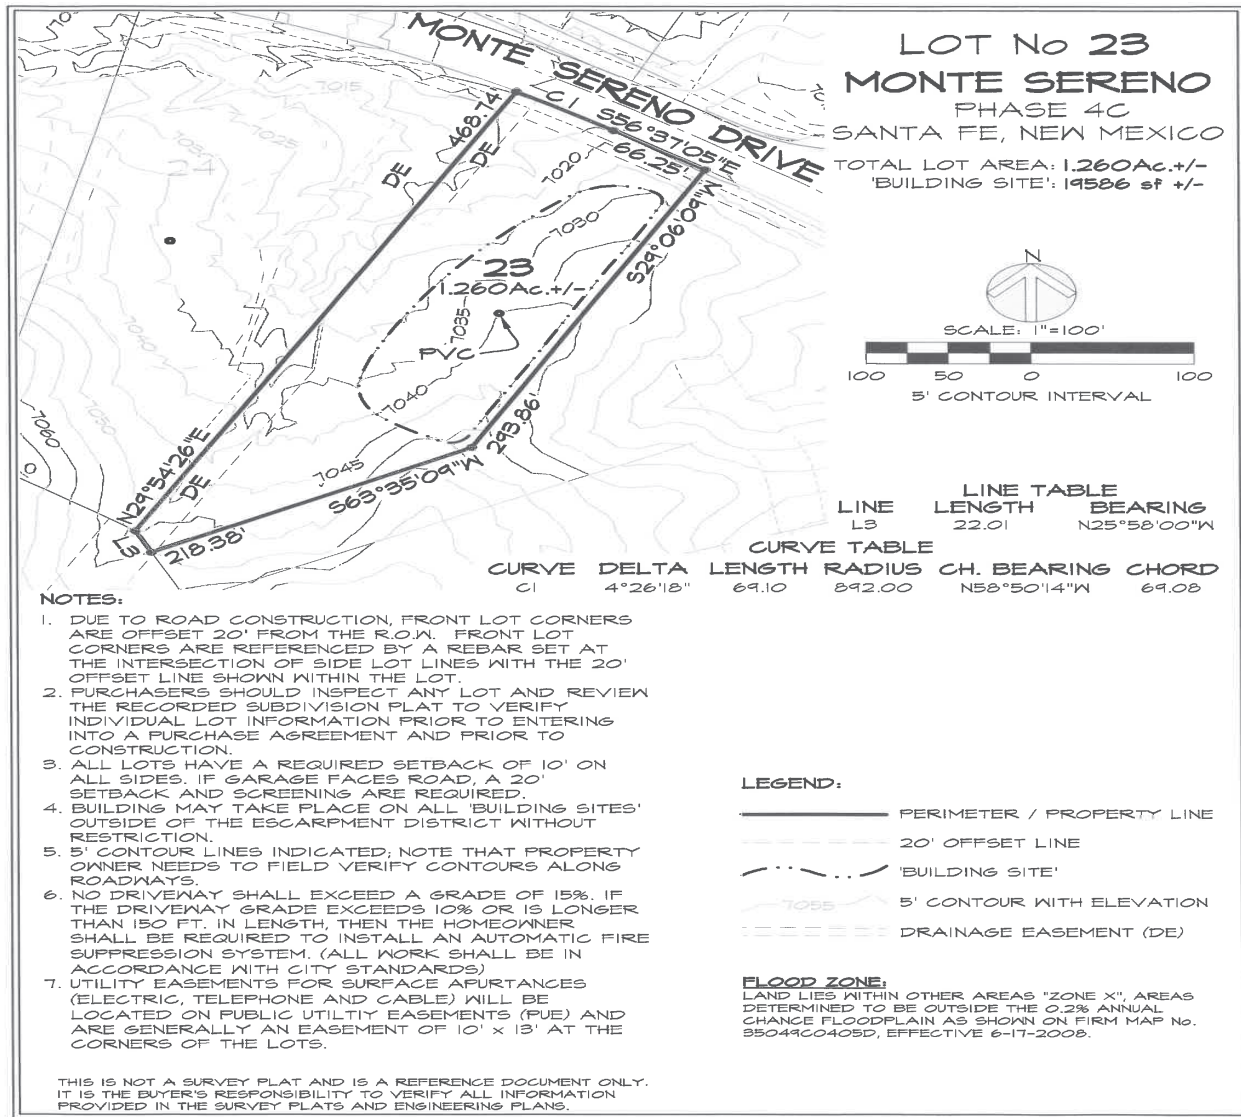 LOT No 23
MONTE SERENO
PHASE 4C
SANTA FE, NEW MEXICO
TOTAL LOT AREA: 1.260Ac.+/-
'BUILDING SITE': 19586 sf +/-
N
SCALE: 1"=100'
100 50 0 100
5' CONTOUR INTERVAL
MONTE SERENO DRIVE
C1
S56°37'05"E
66.25'
468.74
DE
DE
7015
7025
7020
7030
S29°06'09"W
23
1.260Ac.+/-
7035
PVC
7040
7040
7050
7060
293.86'
7045
S63°35'09"W
N29°54'26"E
DE
L3
218.38'
LINE TABLE
LINE LENGTH BEARING
L3 22.01 N25°58'00"W
CURVE TABLE
CURVE DELTA LENGTH RADIUS CH. BEARING CHORD
C1 4°26'18" 69.10 892.00 N58°50'14"W 69.08
NOTES:
1. DUE TO ROAD CONSTRUCTION, FRONT LOT CORNERS
ARE OFFSET 20' FROM THE R.O.W. FRONT LOT
CORNERS ARE REFERENCED BY A REBAR SET AT
THE INTERSECTION OF SIDE LOT LINES WITH THE 20'
OFFSET LINE SHOWN WITHIN THE LOT.
2. PURCHASERS SHOULD INSPECT ANY LOT AND REVIEW
THE RECORDED SUBDIVISION PLAT TO VERIFY
INDIVIDUAL LOT INFORMATION PRIOR TO ENTERING
INTO A PURCHASE AGREEMENT AND PRIOR TO
CONSTRUCTION.
3. ALL LOTS HAVE A REQUIRED SETBACK OF 10' ON
ALL SIDES. IF GARAGE FACES ROAD, A 20'
SETBACK AND SCREENING ARE REQUIRED.
4. BUILDING MAY TAKE PLACE ON ALL 'BUILDING SITES'
OUTSIDE OF THE ESCARPMENT DISTRICT WITHOUT
RESTRICTION.
5. 5' CONTOUR LINES INDICATED; NOTE THAT PROPERTY
OWNER NEEDS TO FIELD VERIFY CONTOURS ALONG
ROADWAYS.
6. NO DRIVEWAY SHALL EXCEED A GRADE OF 15%. IF
THE DRIVEWAY GRADE EXCEEDS 10% OR IS LONGER
THAN 150 FT. IN LENGTH, THEN THE HOMEOWNER
SHALL BE REQUIRED TO INSTALL AN AUTOMATIC FIRE
SUPPRESSION SYSTEM. (ALL WORK SHALL BE IN
ACCORDANCE WITH CITY STANDARDS)
7. UTILITY EASEMENTS FOR SURFACE APURTANCES
(ELECTRIC, TELEPHONE AND CABLE) WILL BE
LOCATED ON PUBLIC UTILTIY EASEMENTS (PUE) AND
ARE GENERALLY AN EASEMENT OF 10' x 13' AT THE
CORNERS OF THE LOTS.
THIS IS NOT A SURVEY PLAT AND IS A REFERENCE DOCUMENT ONLY.
IT IS THE BUYER'S RESPONSIBILITY TO VERIFY ALL INFORMATION
PROVIDED IN THE SURVEY PLATS AND ENGINEERING PLANS.
LEGEND:
PERIMETER / PROPERTY LINE
20' OFFSET LINE
'BUILDING SITE'
7055 5' CONTOUR WITH ELEVATION
DRAINAGE EASEMENT (DE)
FLOOD ZONE:
LAND LIES WITHIN OTHER AREAS "ZONE X", AREAS
DETERMINED TO BE OUTSIDE THE 0.2% ANNUAL
CHANCE FLOODPLAIN AS SHOWN ON FIRM MAP No.
35049C0405D, EFFECTIVE 6-17-2008.